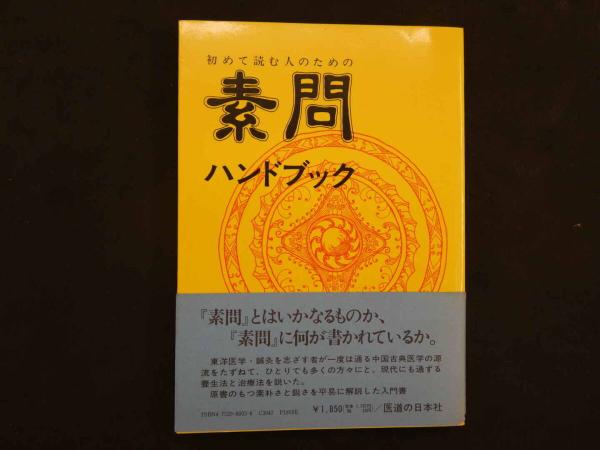 初めて読む人のための
素問
ハンドブック
『素問』とはいかなるものか、
『素問』に何が書かれているか。
東洋医学・鍼灸を志ざす者が一度は通る中国古典医学の源
流をたずねて、ひとりでも多くの方々にと、現代にも通ずる
養生法と治療法を説いた。
原書のもつ素朴さと鋭さを平易に解説した入門書
¥1,850
/医道の日本社